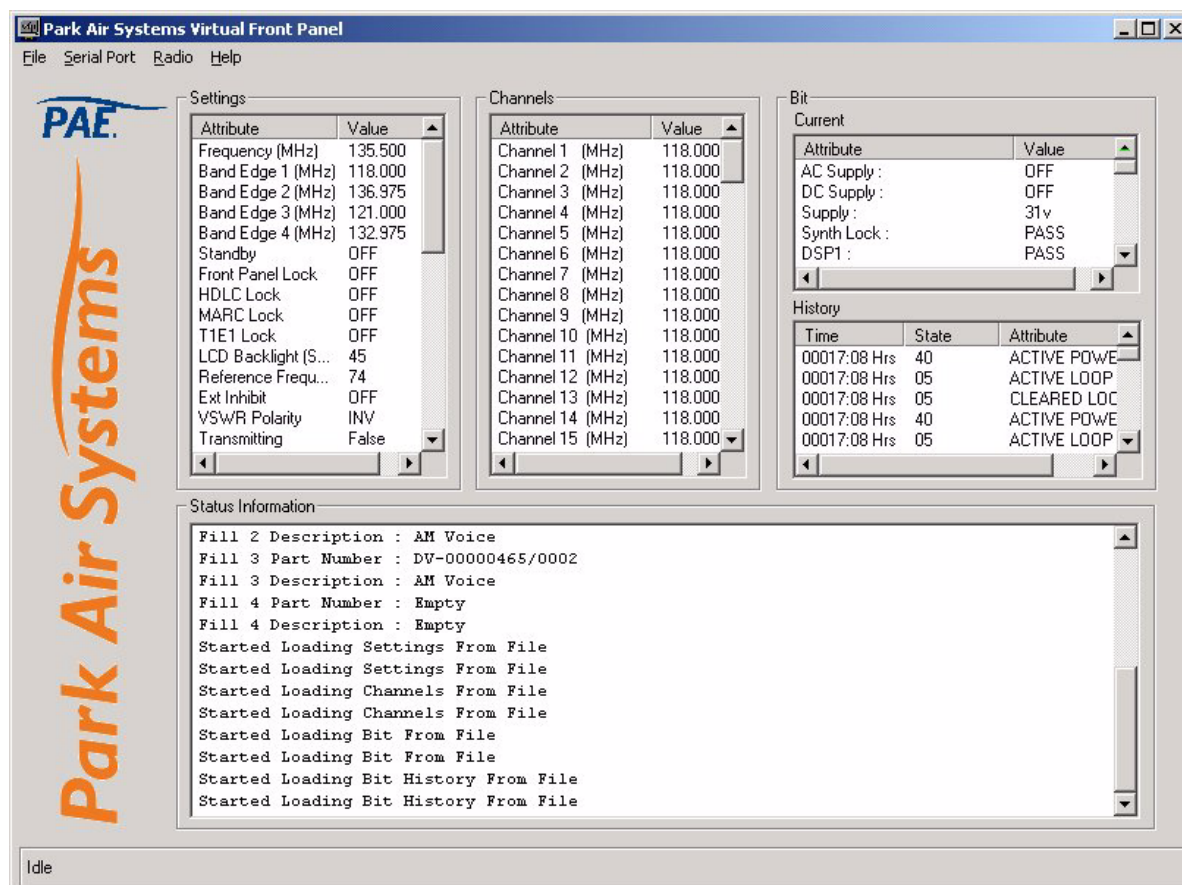 Park Air Systems Virtual Front Panel
File Serial Port Radio Help
PAE.
Park Air Systems
Settings
Attribute Value
Frequency (MHz) 135.500
Band Edge 1 (MHz) 118.000
Band Edge 2 (MHz) 136.975
Band Edge 3 (MHz) 121.000
Band Edge 4 (MHz) 132.975
Standby OFF
Front Panel Lock OFF
HDLC Lock OFF
MARC Lock OFF
T1E1 Lock OFF
LCD Backlight (S... 45
Reference Frequ... 74
Ext Inhibit OFF
VSWR Polarity INV
Transmitting False
Channels
Attribute Value
Channel 1 (MHz) 118.000
Channel 2 (MHz) 118.000
Channel 3 (MHz) 118.000
Channel 4 (MHz) 118.000
Channel 5 (MHz) 118.000
Channel 6 (MHz) 118.000
Channel 7 (MHz) 118.000
Channel 8 (MHz) 118.000
Channel 9 (MHz) 118.000
Channel 10 (MHz) 118.000
Channel 11 (MHz) 118.000
Channel 12 (MHz) 118.000
Channel 13 (MHz) 118.000
Channel 14 (MHz) 118.000
Channel 15 (MHz) 118.000
Bit
Current
Attribute Value
AC Supply : OFF
DC Supply : OFF
Supply : 31v
Synth Lock : PASS
DSP1 : PASS
History
Time State Attribute
00017:08 Hrs 40 ACTIVE POWE
00017:08 Hrs 05 ACTIVE LOOP
00017:08 Hrs 05 CLEARED LOC
00017:08 Hrs 40 ACTIVE POWE
00017:08 Hrs 05 ACTIVE LOOP
Status Information
Fill 2 Description : AM Voice
Fill 3 Part Number : DV-00000465/0002
Fill 3 Description : AM Voice
Fill 4 Part Number : Empty
Fill 4 Description : Empty
Started Loading Settings From File
Started Loading Settings From File
Started Loading Channels From File
Started Loading Channels From File
Started Loading Bit From File
Started Loading Bit From File
Started Loading Bit History From File
Started Loading Bit History From File
Idle